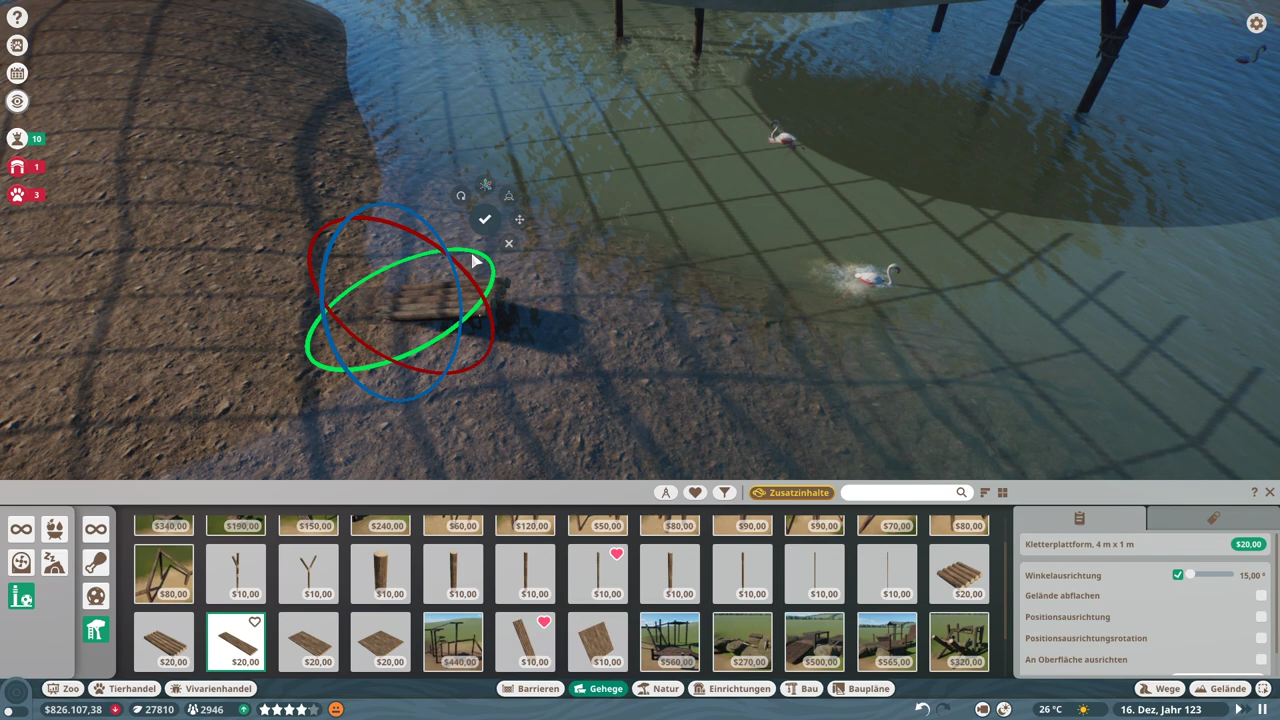 ?
10
1
3
Zusatzinhalte
? ×
$340,00 $190,00 $150,00 $240,00 $60,00 $120,00 $50,00 $80,00 $90,00 $90,00 $70,00 $80,00
$80,00 $10,00 $10,00 $10,00 $10,00 $10,00 $10,00 $10,00 $10,00 $10,00 $10,00 $20,00
$20,00 $20,00 $20,00 $20,00 $440,00 $10,00 $10,00 $560,00 $270,00 $500,00 $565,00 $320,00
Kletterplattform, 4 m x 1 m $20,00
Winkelausrichtung 15,00 °
Gelände abflachen
Positionsausrichtung
Positionsausrichtungsrotation
An Oberfläche ausrichten
Zoo Tierhandel Vivarienhandel Barrieren Gehege Natur Einrichtungen Bau Baupläne Wege Gelände
$826.107,38 27810 2946 26 °C 16. Dez, Jahr 123